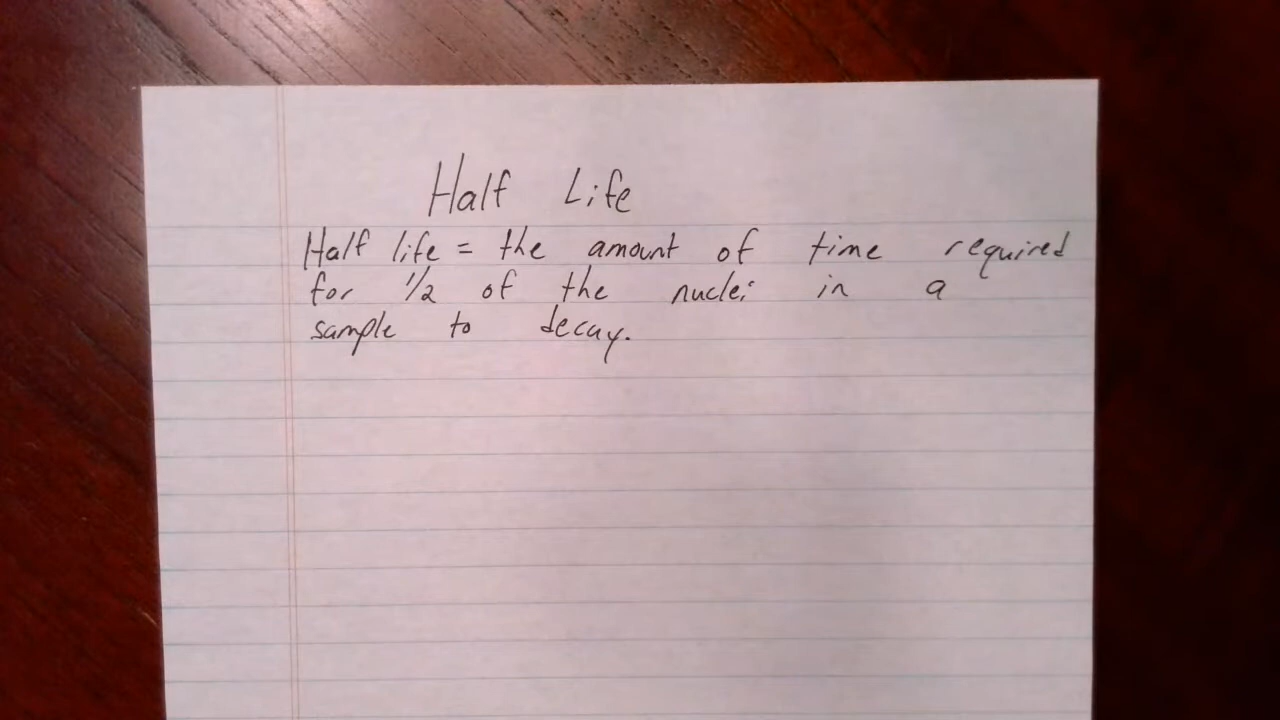 Half Life
Half life = the amount of time required
for 1/2 of the nuclei in a
sample to decay.